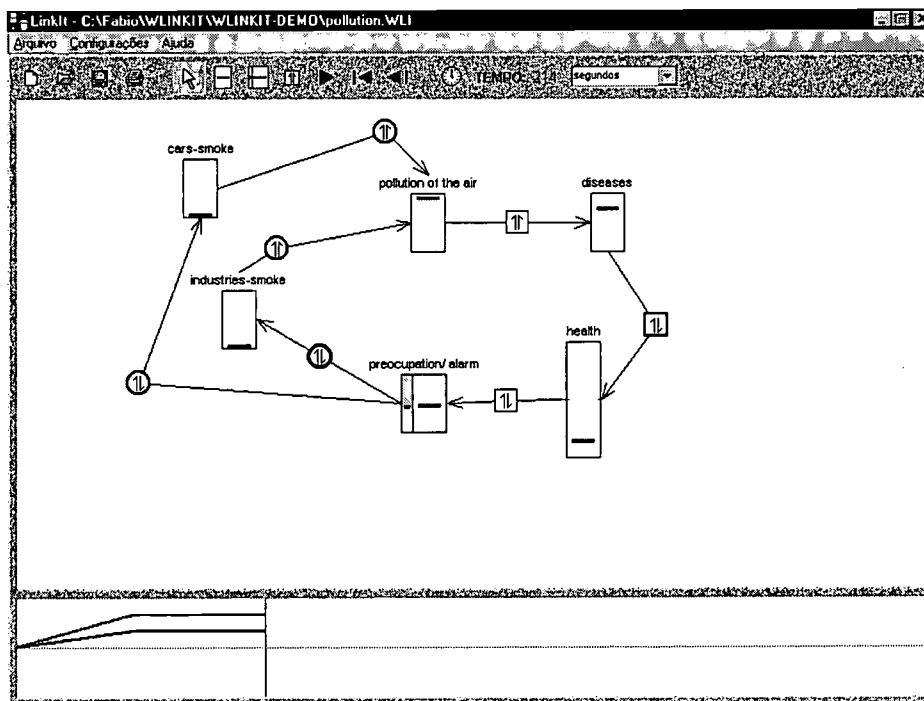 LinkIt - C:\Fabio\WLINKIT\WLINKIT-DEMO\pollution.WLI
Arquivo Configurações Ajuda
TEMPO: 214 segundos
cars-smoke
pollution of the air
diseases
industries-smoke
health
preocupation/ alarm